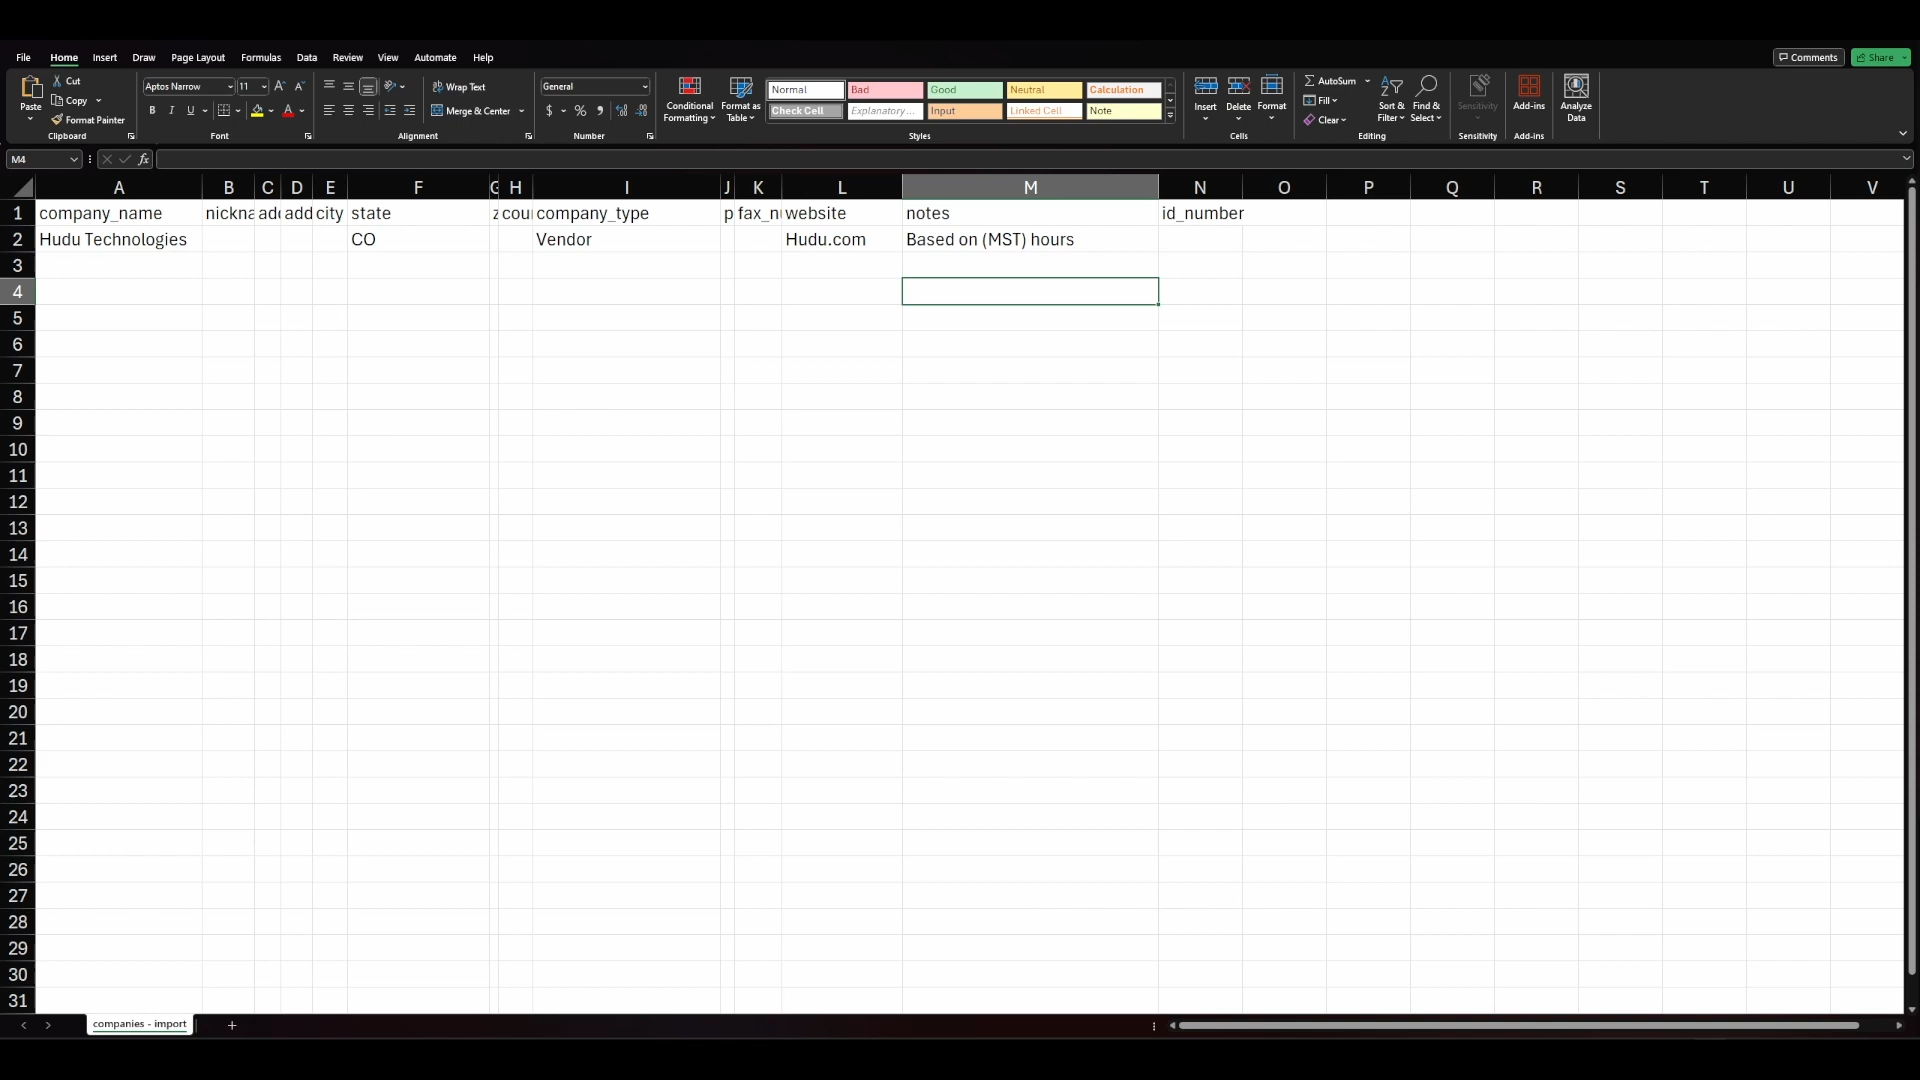 File Home Insert Draw Page Layout Formulas Data Review View Automate Help Comments Share
Paste Cut Copy Format Painter Clipboard
Aptos Narrow 11 A A B I U A Font
Wrap Text Merge & Center Alignment
General $ % Number
Conditional Formatting Format as Table
Normal Bad Good Neutral Calculation
Check Cell Explanatory ... Input Linked Cell Note
Styles
Insert Delete Format Cells
AutoSum Fill Clear Sort & Filter Find & Select Editing
Sensitivity Sensitivity
Add-ins Add-ins
Analyze Data
M4 fx
A B C D E F G H I J K L M N O P Q R S T U V
1 company_name nickna add add city state z cour company_type p fax_nu website notes id_number
2 Hudu Technologies CO Vendor Hudu.com Based on (MST) hours
3
4
5
6
7
8
9
10
11
12
13
14
15
16
17
18
19
20
21
22
23
24
25
26
27
28
29
30
31
companies - import +